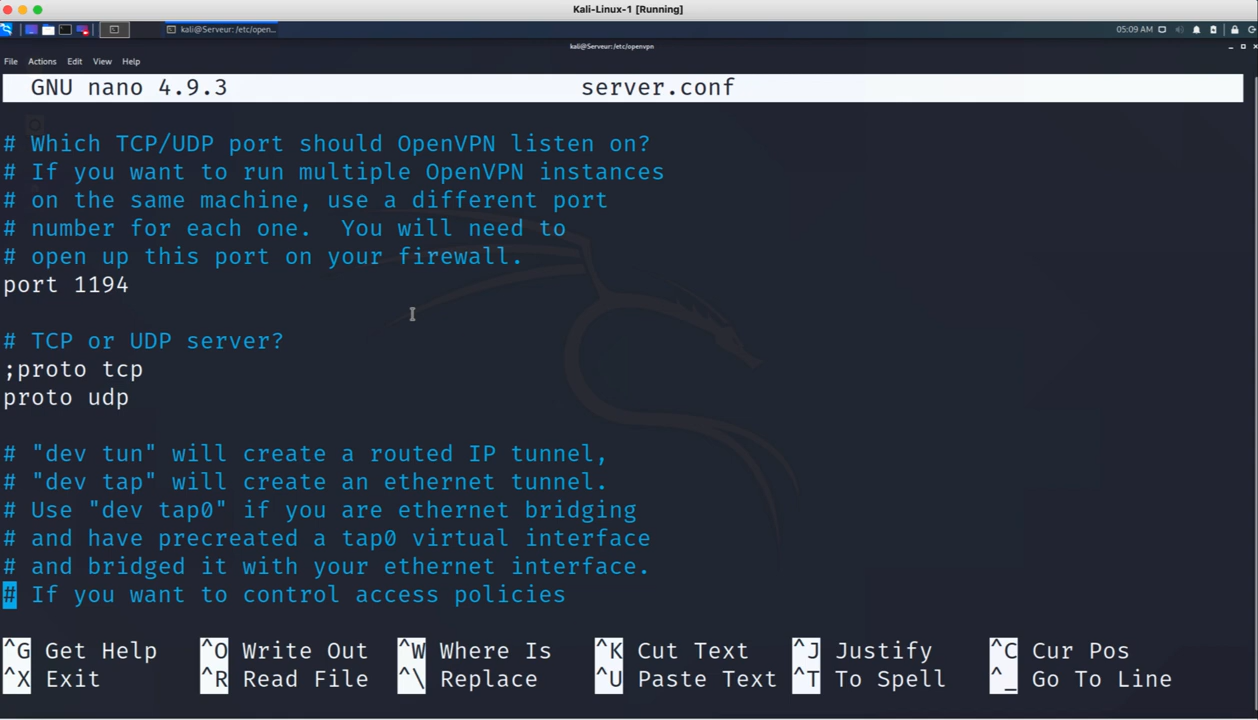 Kali-Linux-1 [Running]
kali@Serveur: /etc/open...
05:09 AM
kali@Serveur: /etc/openvpn
File Actions Edit View Help
GNU nano 4.9.3 server.conf
# Which TCP/UDP port should OpenVPN listen on?
# If you want to run multiple OpenVPN instances
# on the same machine, use a different port
# number for each one.  You will need to
# open up this port on your firewall.
port 1194
# TCP or UDP server?
;proto tcp
proto udp
# "dev tun" will create a routed IP tunnel,
# "dev tap" will create an ethernet tunnel.
# Use "dev tap0" if you are ethernet bridging
# and have precreated a tap0 virtual interface
# and bridged it with your ethernet interface.
# If you want to control access policies
^G Get Help ^O Write Out ^W Where Is ^K Cut Text ^J Justify ^C Cur Pos
^X Exit ^R Read File ^\ Replace ^U Paste Text ^T To Spell ^_ Go To Line